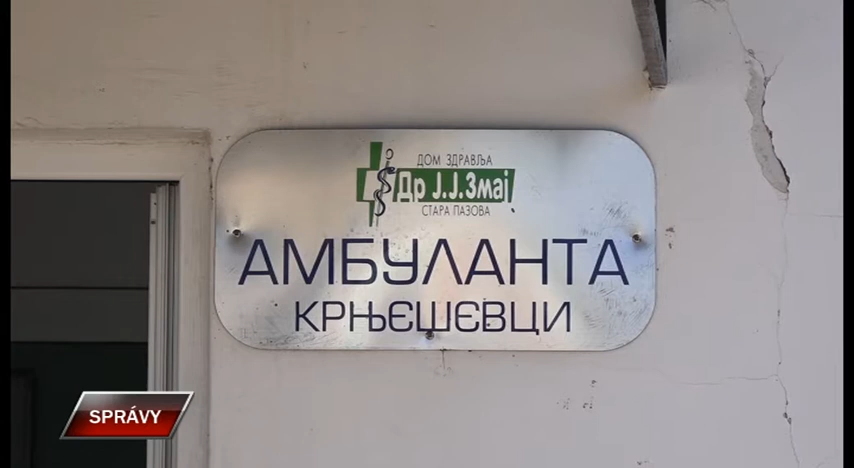 ДОМ ЗДРАВЉА
Др Ј.Ј.Змај
СТАРА ПАЗОВА
АМБУЛАНТА
КРЊЕШЕВЦИ
SPRÁVY